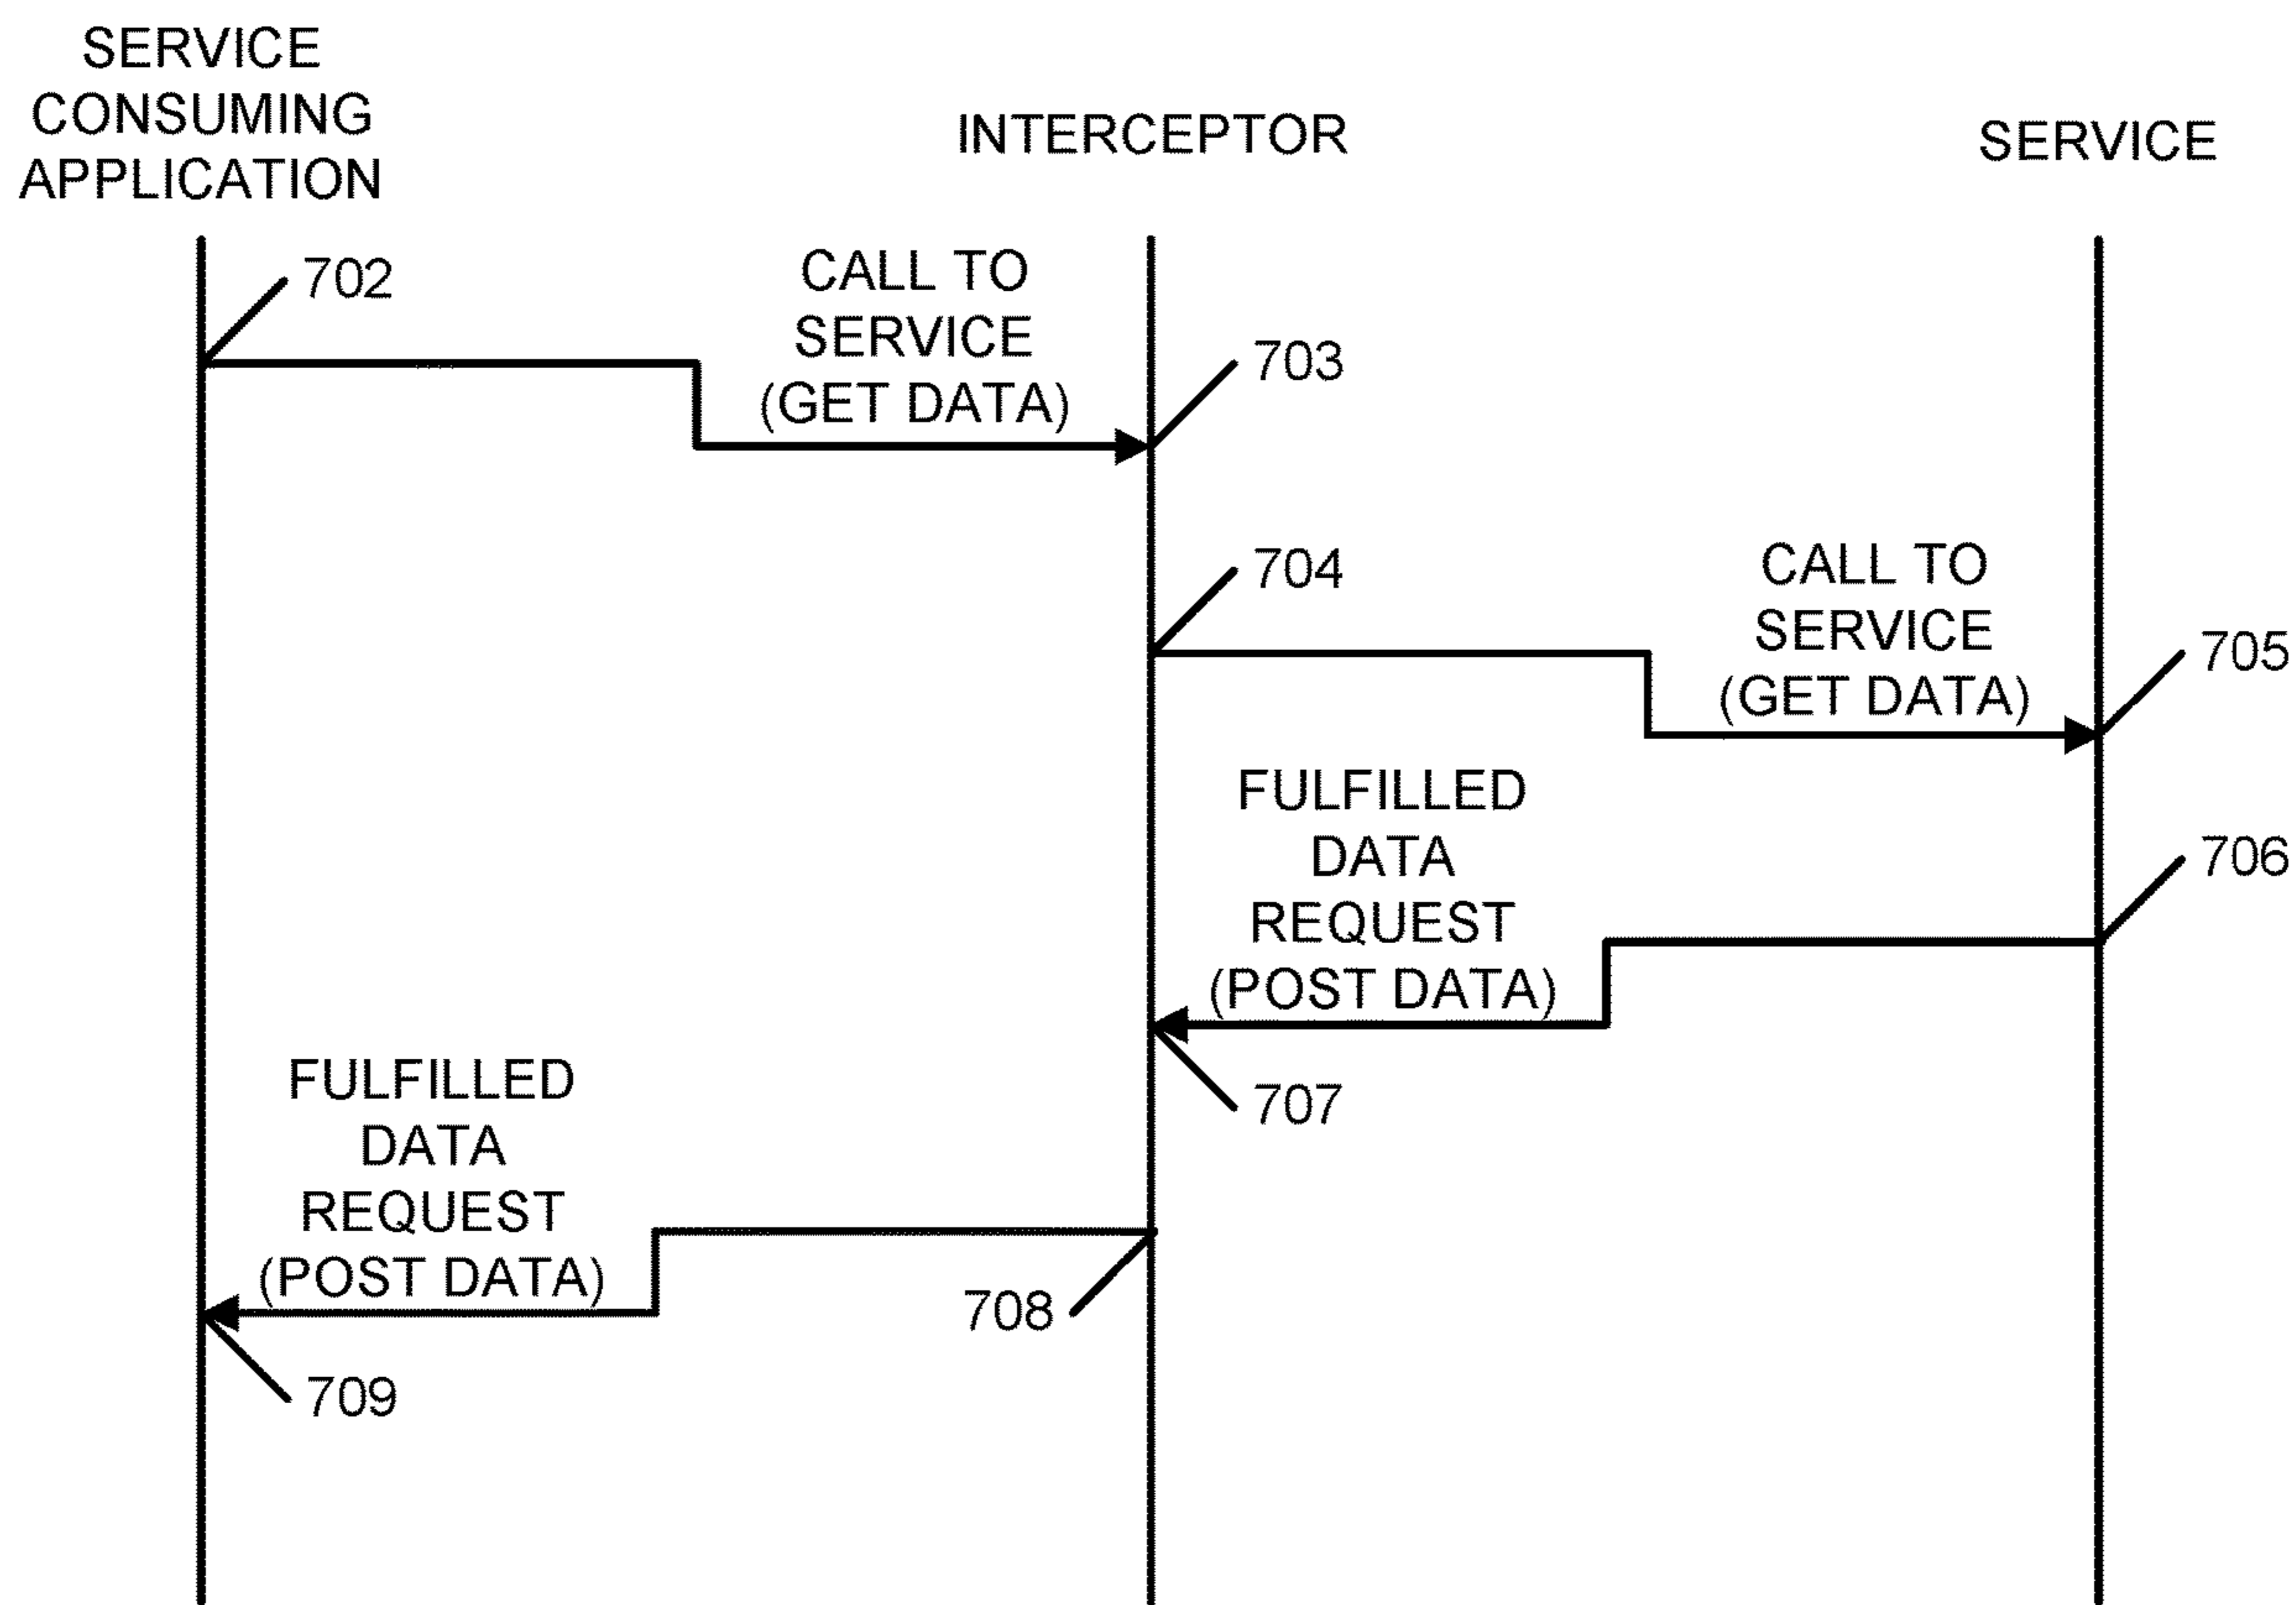 SERVICE
CONSUMING
APPLICATION
INTERCEPTOR
SERVICE
702
CALL TO
SERVICE
(GET DATA)
703
704
CALL TO
SERVICE
(GET DATA)
705
FULFILLED
DATA
REQUEST
(POST DATA)
706
707
FULFILLED
DATA
REQUEST
(POST DATA)
708
709